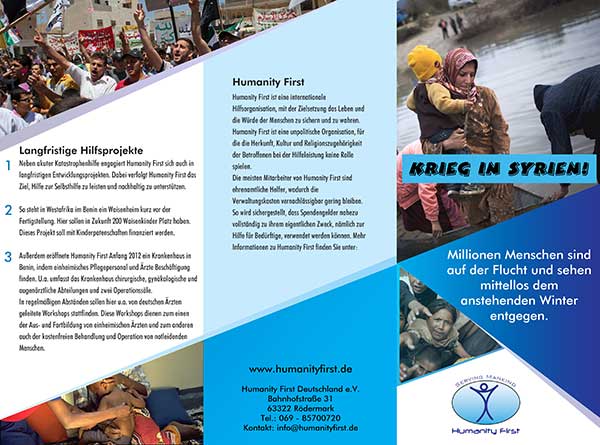 Langfristige Hilfsprojekte
1 Neben akuter Katastrophenhilfe engagiert Humanity First sich auch in
langfristigen Entwicklungsprojekten. Dabei verfolgt Humanity First das
Ziel, Hilfe zur Selbsthilfe zu leisten und nachhaltig zu unterstützen.
2 So steht in Westafrika im Benin ein Waisenheim kurz vor der
Fertigstellung. Hier sollen in Zukunft 200 Waisenkinder Platz haben.
Dieses Projekt soll mit Kinderpatenschaften finanziert werden.
3 Außerdem eröffnete Humanity First Anfang 2012 ein Krankenhaus in
Benin, indem einheimisches Pflegepersonal und Ärzte Beschäftigung
finden. U.a. umfasst das Krankenhaus chirurgische, gynäkologische und
augenärztliche Abteilungen und zwei Operationssäle.
In regelmäßigen Abständen sollen hier u.a. von deutschen Ärzten
geleitete Workshops stattfinden. Diese Workshops dienen zum einen
der Aus- und Fortbildung von einheimischen Ärzten und zum anderen
auch der kostenfreien Behandlung und Operation von notleidenden
Menschen.
Humanity First
Humanity First ist eine internationale
Hilfsorganisation, mit der Zielsetzung das Leben und
die Würde der Menschen zu sichern und zu wahren.
Humanity First ist eine unpolitische Organisation, für
die die Herkunft, Kultur und Religionszugehörigkeit
der Betroffenen bei der Hilfeleistung keine Rolle
spielen.
Die meisten Mitarbeiter von Humanity First sind
ehrenamtliche Helfer, wodurch die
Verwaltungskosten vernachlässigbar gering bleiben.
So wird sichergestellt, dass Spendengelder nahezu
vollständig zu ihrem eigentlichen Zweck, nämlich zur
Hilfe für Bedürftige, verwendet werden können. Mehr
Informationen zu Humanity First finden Sie unter:
www.humanityfirst.de
Humanity First Deutschland e.V.
Bahnhofstraße 31
63322 Rödermark
Tel.: 069 - 85700720
Kontakt: info@humanityfirst.de
KRIEG IN SYRIEN!
Millionen Menschen sind
auf der Flucht und sehen
mittellos dem
anstehenden Winter
entgegen.
SERVING MANKIND
Humanity First